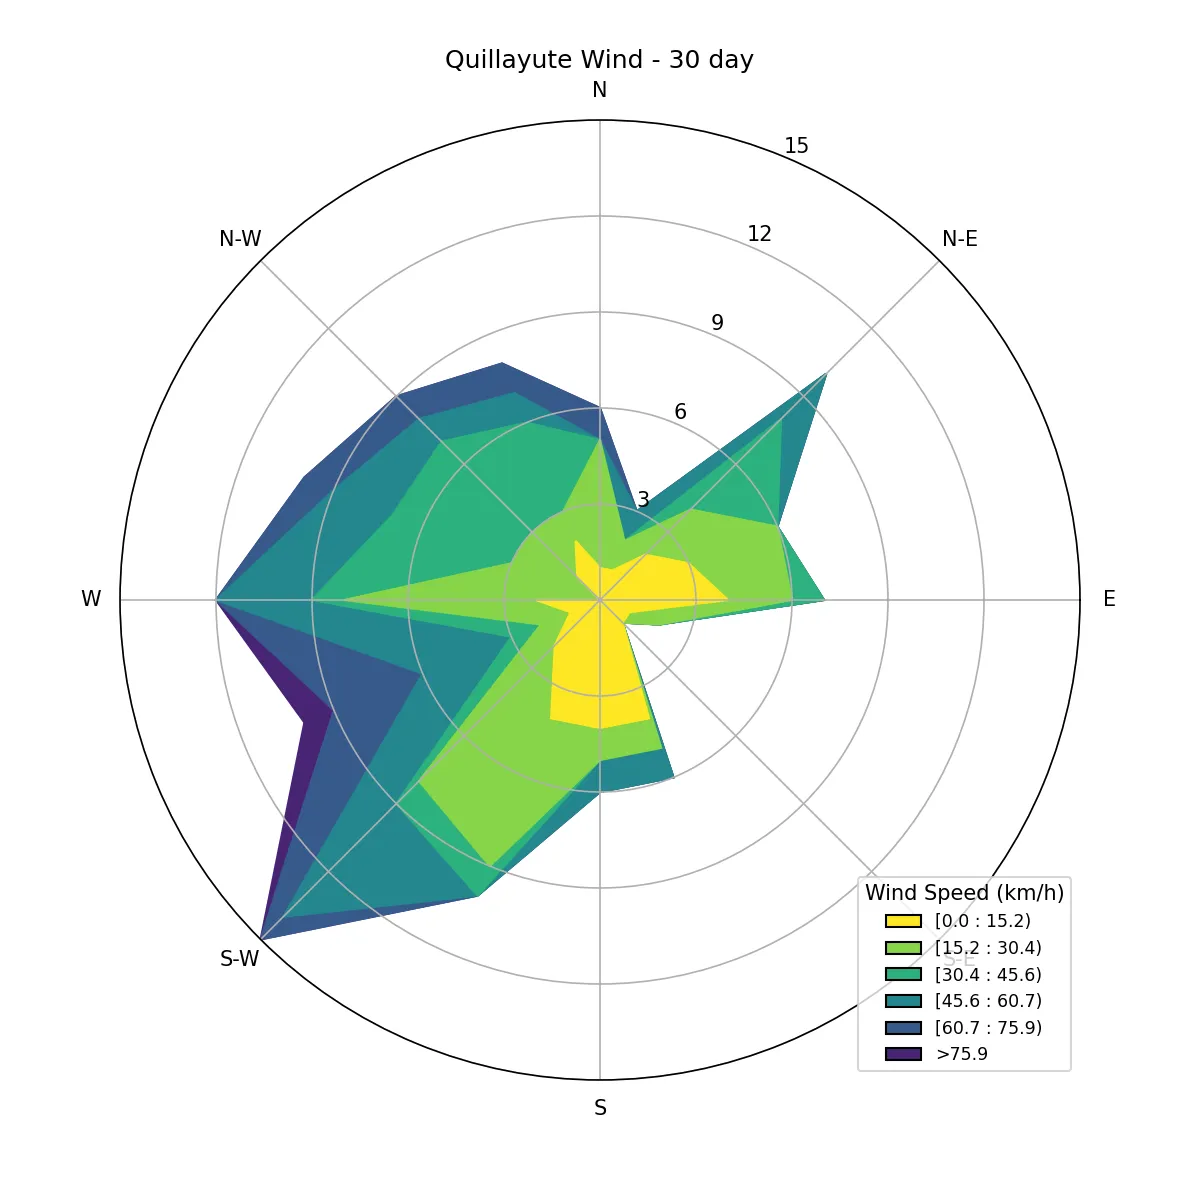 Quillayute Wind - 30 day
N
15
12
N-W
N-E
9
6
3
W
E
S-W
S-E
S
Wind Speed (km/h)
[0.0 : 15.2)
[15.2 : 30.4)
[30.4 : 45.6)
[45.6 : 60.7)
[60.7 : 75.9)
>75.9